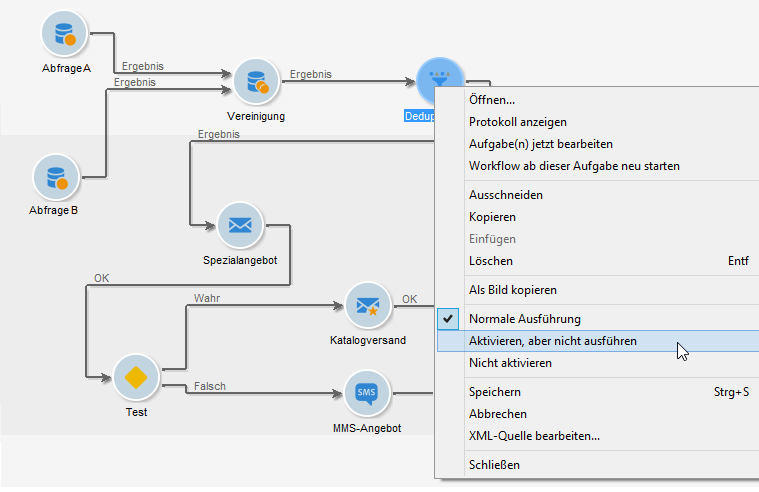 Abfrage A
Ergebnis
Ergebnis
Vereinigung
Ergebnis
Dedup
Ergebnis
Abfrage B
Spezialangebot
OK
Wahr
Katalogversand
OK
Test
Falsch
SMS
MMS-Angebot
Öffnen...
Protokoll anzeigen
Aufgabe(n) jetzt bearbeiten
Workflow ab dieser Aufgabe neu starten
Ausschneiden
Kopieren
Einfügen
Löschen Entf
Als Bild kopieren
Normale Ausführung
Aktivieren, aber nicht ausführen
Nicht aktivieren
Speichern Strg+S
Abbrechen
XML-Quelle bearbeiten...
Schließen